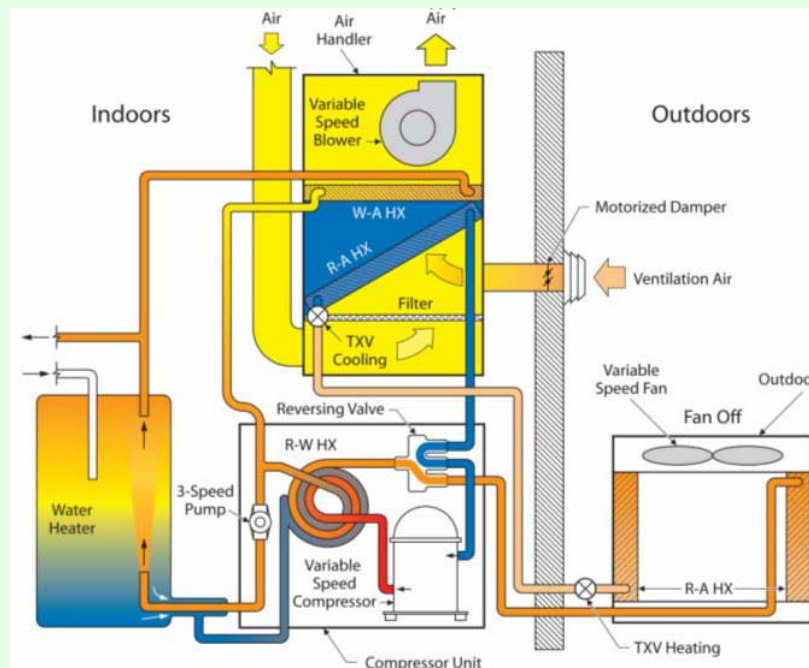 Air
Air
Handler
Air
Indoors
Variable
Speed
Blower
Outdoors
W-A HX
Motorized Damper
R-A HX
Ventilation Air
Filter
TXV
Cooling
Variable
Speed Fan
Outdoo
Reversing Valve
Fan Off
R-W HX
3-Speed
Pump
Water
Heater
Variable
Speed
Compressor
R-A HX
TXV Heating
Compressor Unit